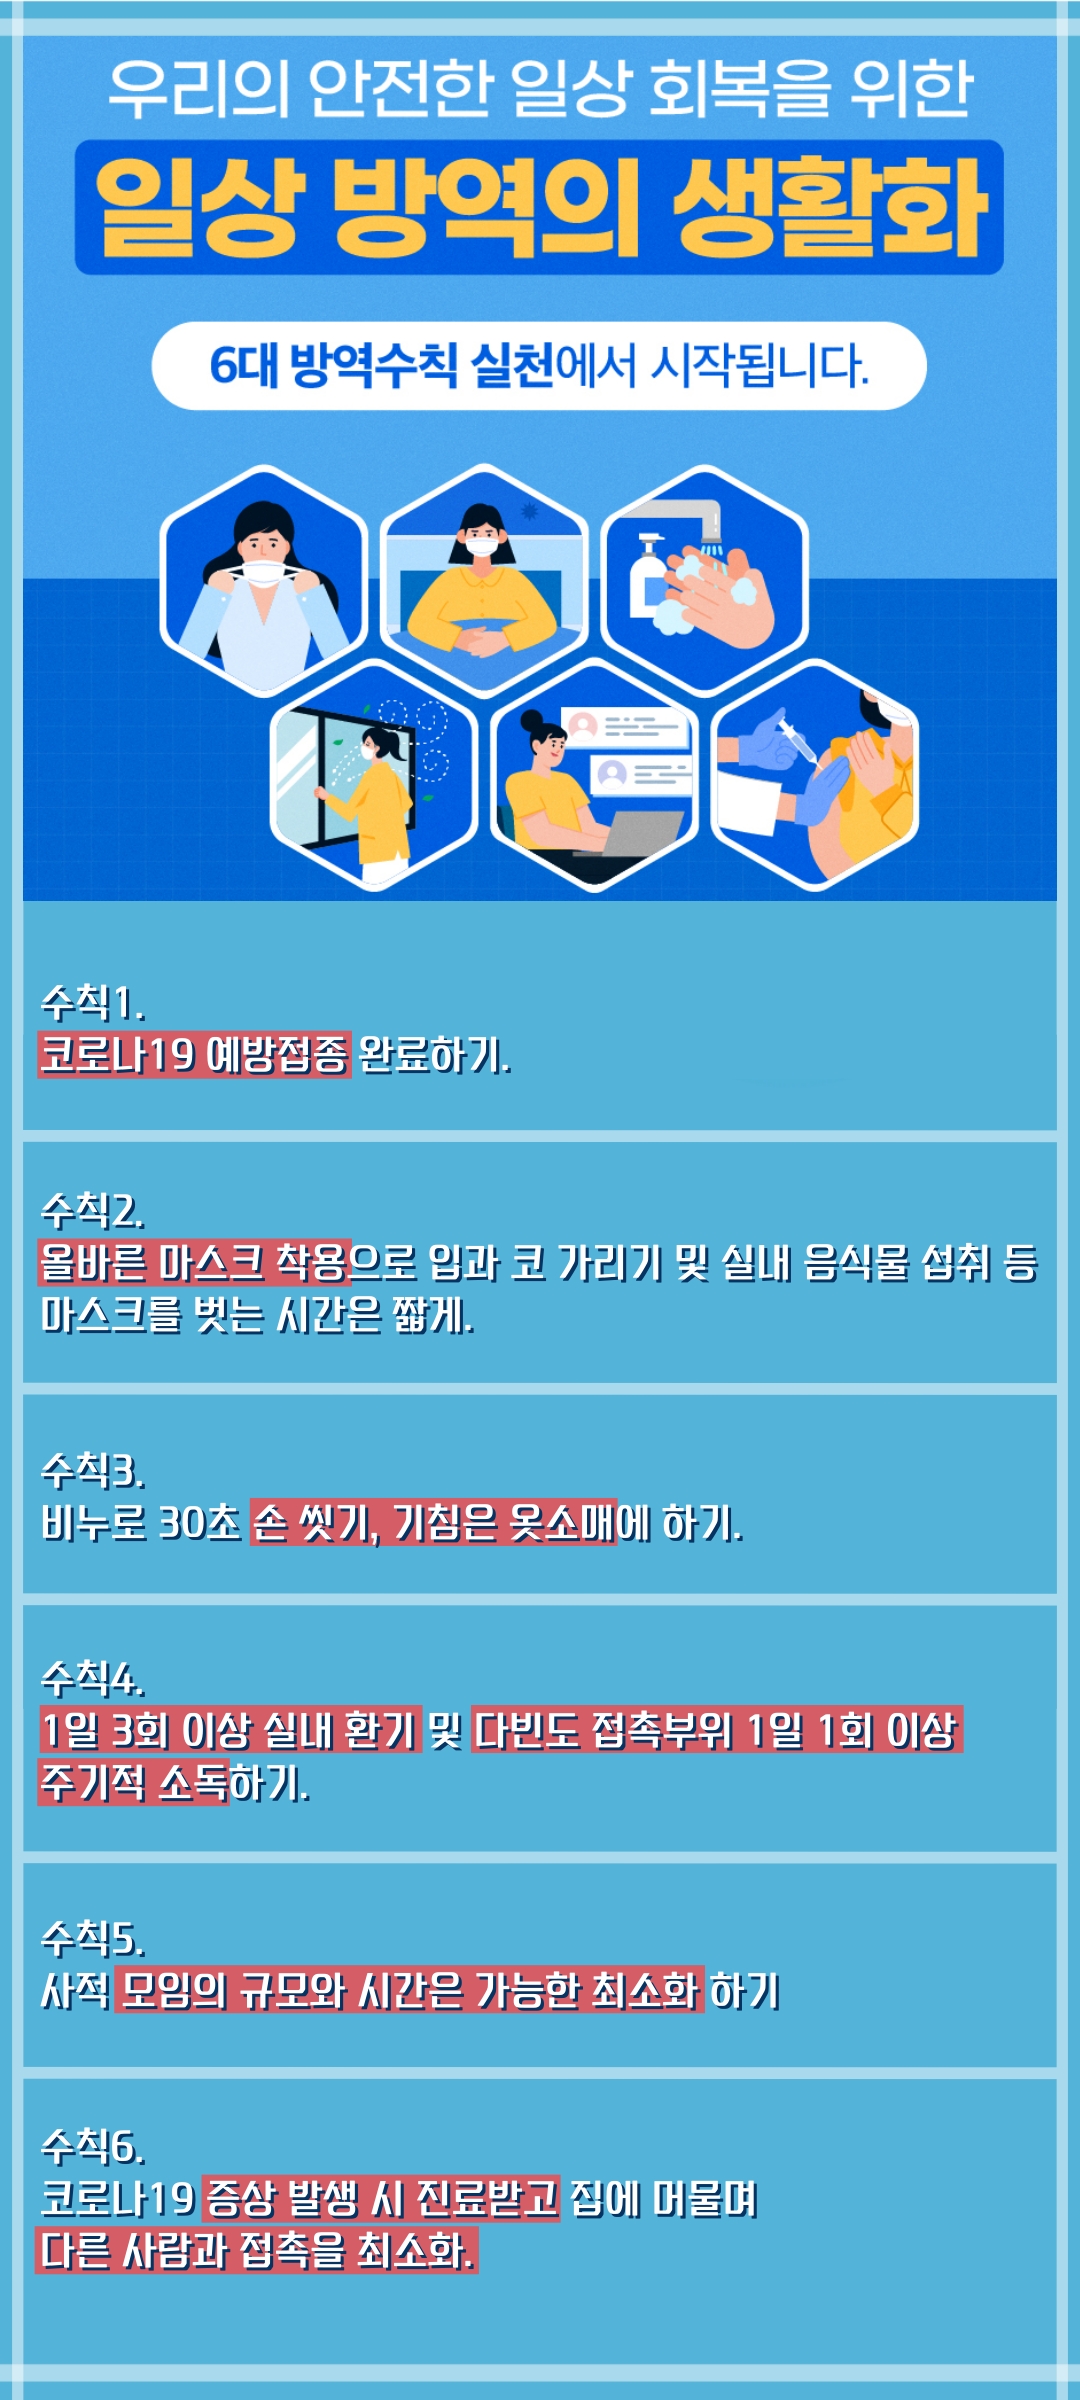 우리의 안전한 일상 회복을 위한
일상 방역의 생활화
6대 방역수칙 실천에서 시작됩니다.
수칙1.
코로나19 예방접종 완료하기.
수칙2.
올바른 마스크 착용으로 입과 코 가리기 및 실내 음식물 섭취 등
마스크를 벗는 시간은 짧게.
수칙3.
비누로 30초 손 씻기, 기침은 옷소매에 하기.
수칙4.
1일 3회 이상 실내 환기 및 다빈도 접촉부위 1일 1회 이상
주기적 소독하기.
수칙5.
사적 모임의 규모와 시간은 가능한 최소화 하기
수칙6.
코로나19 증상 발생 시 진료받고 집에 머물며
다른 사람과 접촉을 최소화.